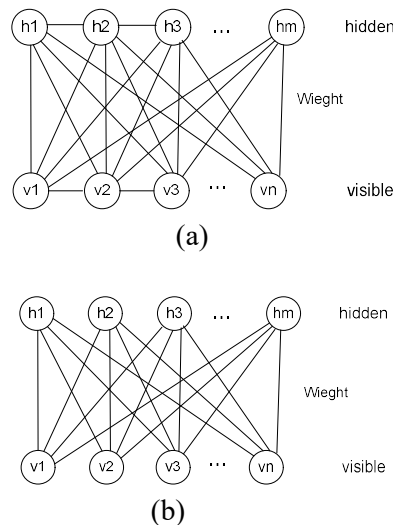 h1 h2 h3 ... hm hidden
Wieght
v1 v2 v3 ... vn visible
(a)
h1 h2 h3 ... hm hidden
Wieght
v1 v2 v3 ... vn visible
(b)